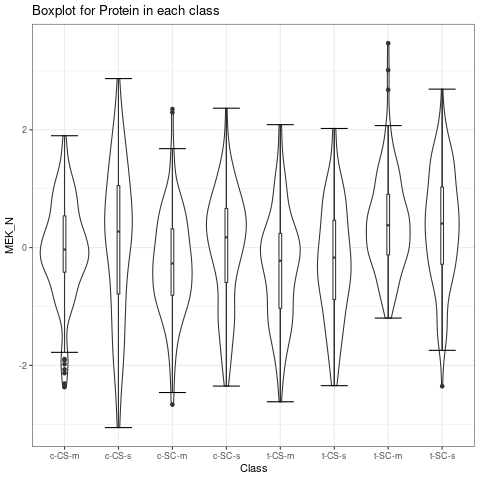 Boxplot for Protein in each class
MEK_N
2
0
-2
c-CS-m c-CS-s c-SC-m c-SC-s t-CS-m t-CS-s t-SC-m t-SC-s
Class